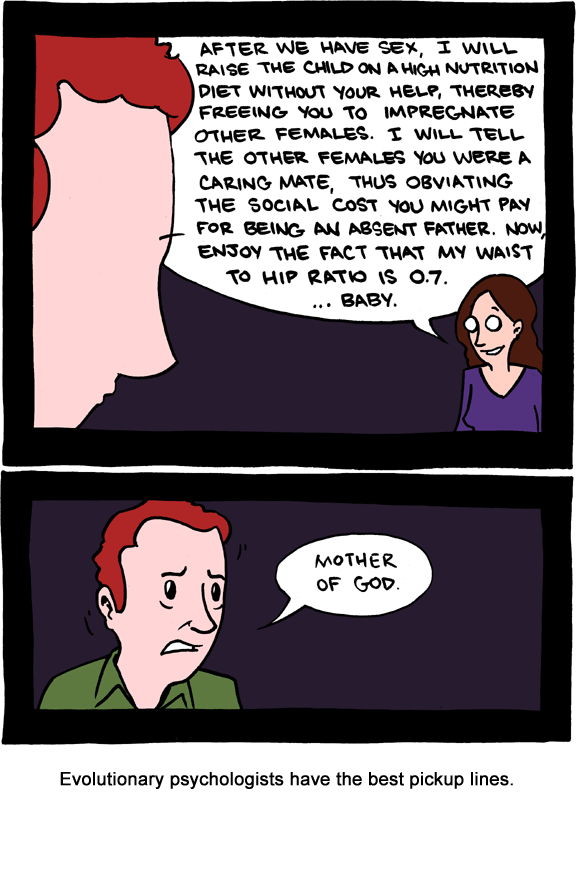 AFTER WE HAVE SEX, I WILL
RAISE THE CHILD ON A HIGH NUTRITION
DIET WITHOUT YOUR HELP, THEREBY
FREEING YOU TO IMPREGNATE
OTHER FEMALES. I WILL TELL
THE OTHER FEMALES YOU WERE A
CARING MATE, THUS OBVIATING
THE SOCIAL COST YOU MIGHT PAY
FOR BEING AN ABSENT FATHER. NOW,
ENJOY THE FACT THAT MY WAIST
TO HIP RATIO IS 0.7.
... BABY.
MOTHER
OF GOD.
Evolutionary psychologists have the best pickup lines.